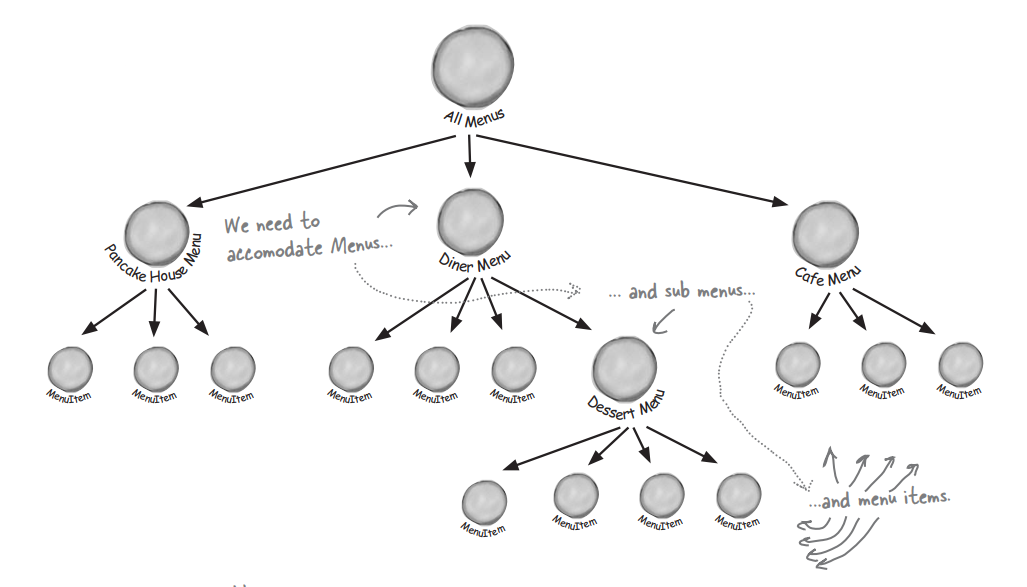 All Menus
We need to
accomodate Menus...
Pancake House Menu
Diner Menu
Cafe Menu
... and sub menus...
MenuItem
MenuItem
MenuItem
MenuItem
MenuItem
MenuItem
Dessert Menu
MenuItem
MenuItem
MenuItem
...and menu items.
MenuItem
MenuItem
MenuItem
MenuItem